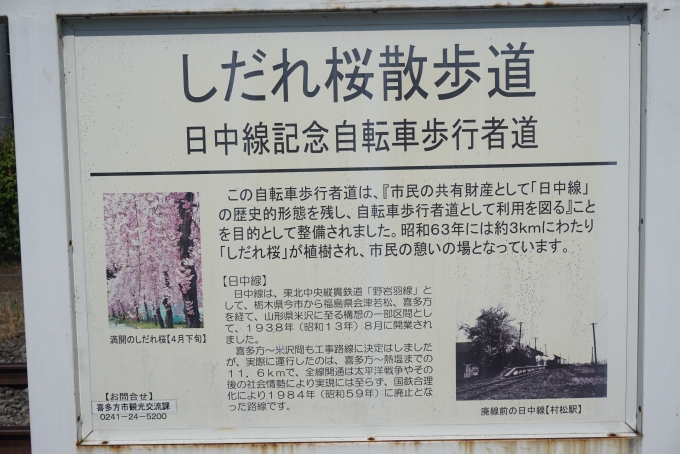 しだれ桜散歩道
日中線記念自転車歩行者道
この自転車歩行者道は、『市民の共有財産として「日中線」
の歴史的形態を残し、自転車歩行者道として利用を図る』こと
を目的として整備されました。昭和63年には約3kmにわたり
「しだれ桜」が植樹され、市民の憩いの場となっています。
満開のしだれ桜【4月下旬】
【お問合せ】
喜多方市観光交流課
0241-24-5200
【日中線】
日中線は、東北中央縦貫鉄道「野岩羽線」と
して、栃木県今市から福島県会津若松、喜多方
を経て、山形県米沢に至る構想の一部区間とし
て、1938年(昭和13年)8月に開業され
ました。
喜多方~米沢間も工事路線に決定はしました
が、実際に運行したのは、喜多方~熱塩までの
11.6kmで、全線開通は太平洋戦争やその
後の社会情勢により実現には至らず、国鉄合理
化により1984年(昭和59年)に廃止とな
った路線です。
廃線前の日中線【村松駅】